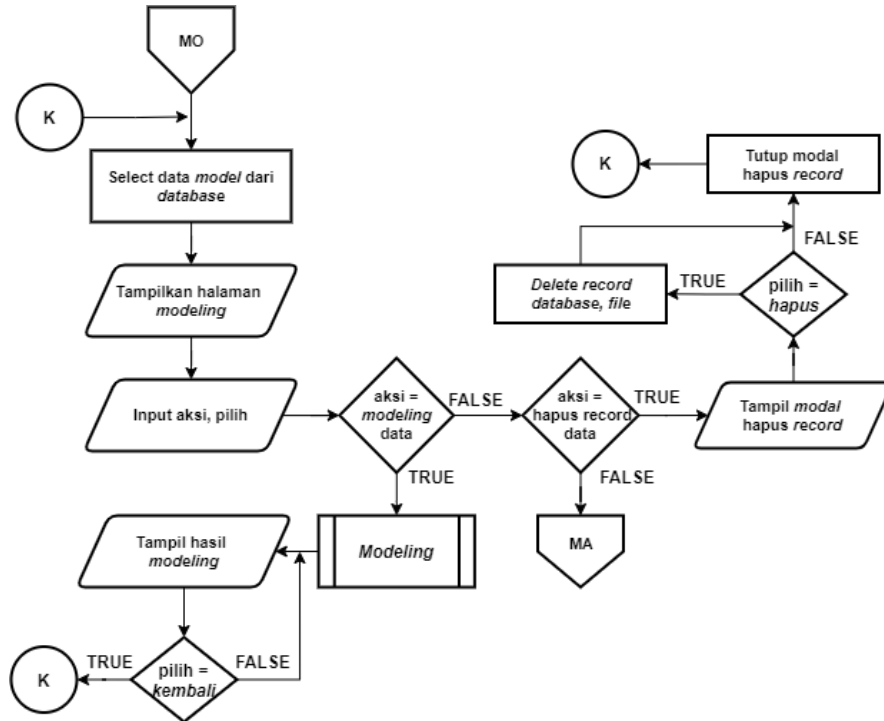 MO
K
Select data model dari
database
Tampilkan halaman
modeling
Input aksi, pilih
aksi =
modeling
data
FALSE
TRUE
aksi =
hapus record
data
TRUE
FALSE
MA
Tampil modal
hapus record
pilih =
hapus
TRUE
FALSE
Delete record
database, file
Tutup modal
hapus record
K
Modeling
Tampil hasil
modeling
pilih =
kembali
TRUE
FALSE
K